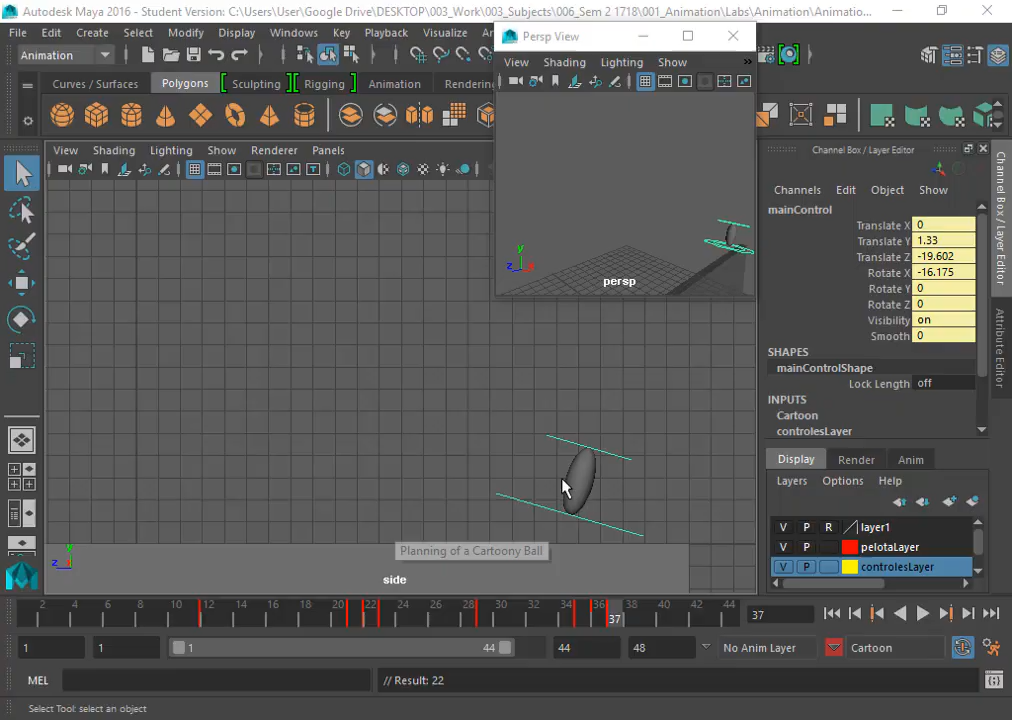 Autodesk Maya 2016 - Student Version: C:\Users\User\Google Drive\DESKTOP\003_Work\003_Subjects\006_Sem 2 1718\001_Animation\Labs\Animation\Animatio...
File Edit Create Select Modify Display Windows Key Playback Visualize
Persp View
Animation
View Shading Lighting Show
Curves / Surfaces Polygons Sculpting Rigging Animation Rendering
View Shading Lighting Show Renderer Panels
Channel Box / Layer Editor
Channels Edit Object Show
mainControl
Translate X 0
Translate Y 1.33
Translate Z -19.602
Rotate X -16.175
Rotate Y 0
Rotate Z 0
Visibility on
Smooth 0
SHAPES
mainControlShape
Lock Length off
INPUTS
Cartoon
controlesLayer
Channel Box / Layer Editor
Attribute Editor
y
z x
persp
Display Render Anim
Layers Options Help
V P R layer1
V P pelotaLayer
V P controlesLayer
Planning of a Cartoony Ball
y
z
side
2 4 6 8 10 12 14 16 18 20 22 24 26 28 30 32 34 36 38 40 42 44
37
37
1 1 1 44 44 48 No Anim Layer Cartoon
MEL // Result: 22
Select Tool: select an object